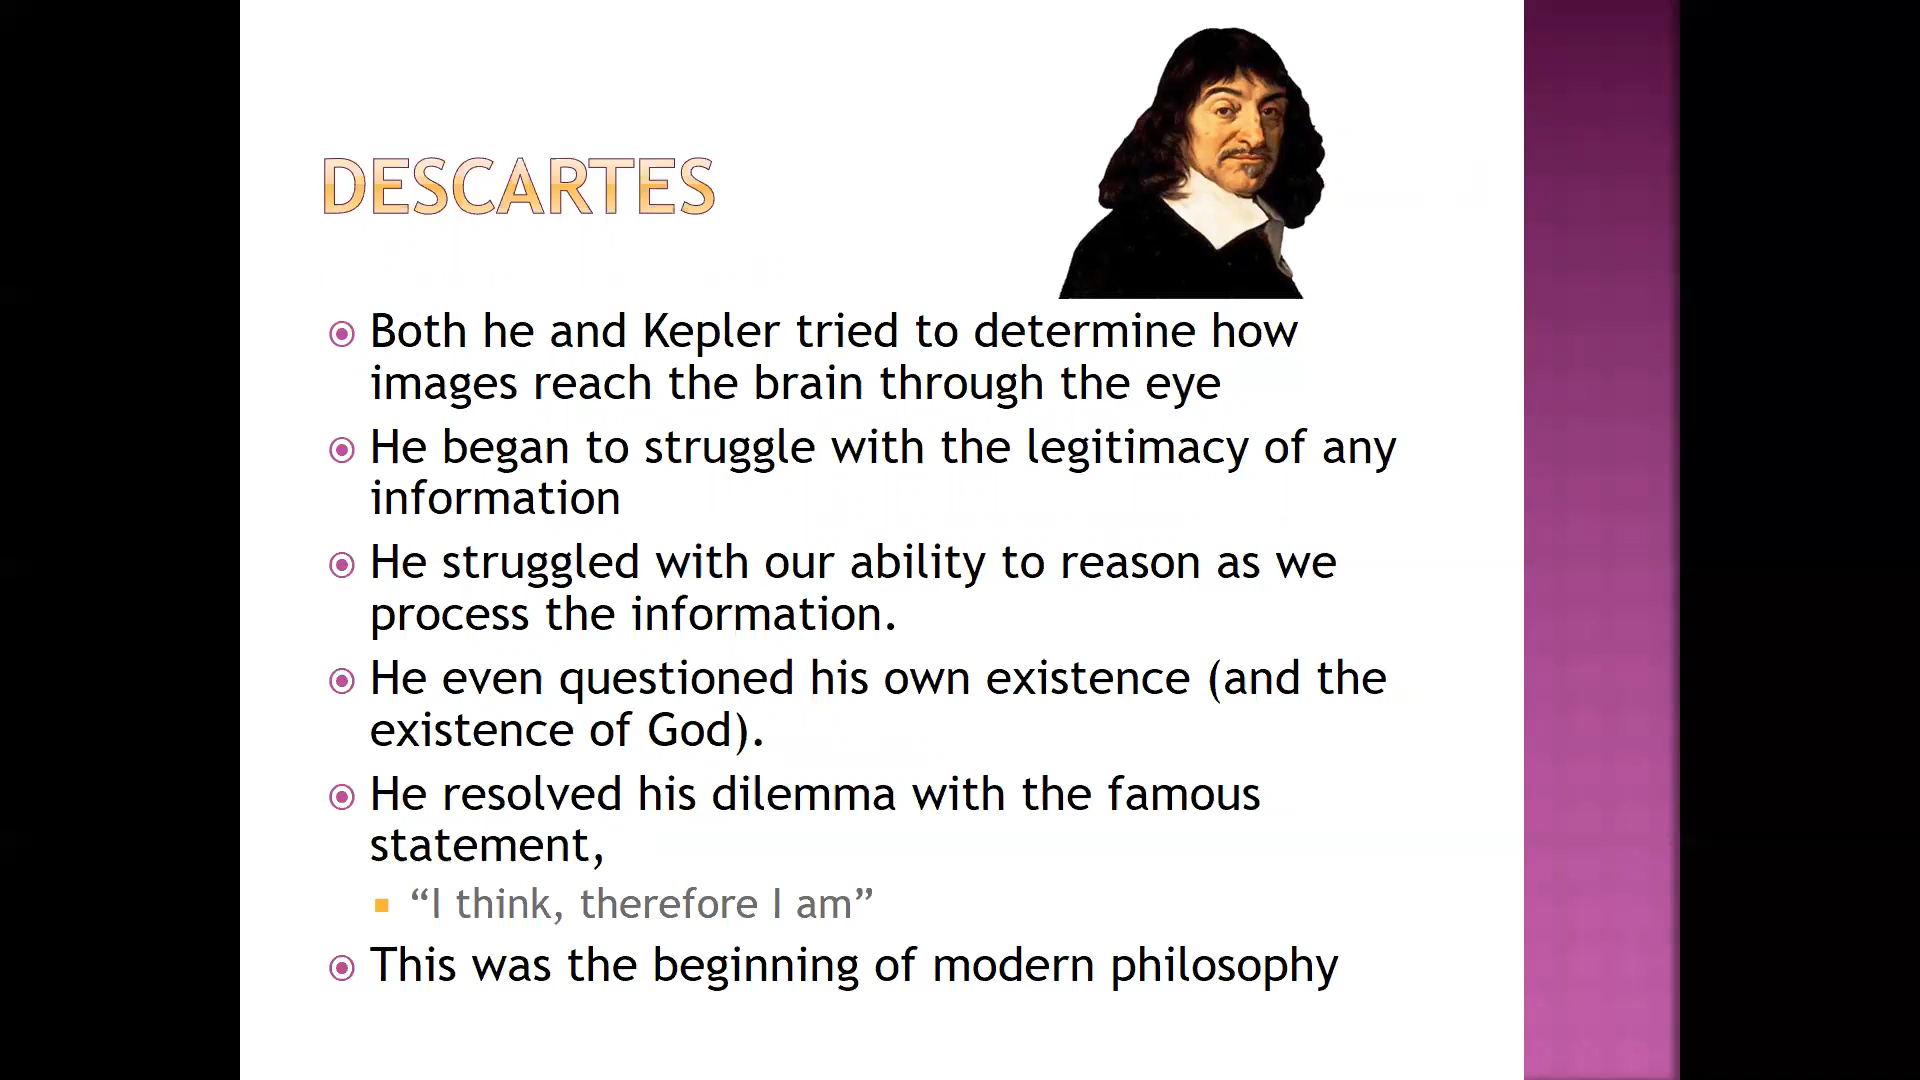 DESCARTES
Both he and Kepler tried to determine how
images reach the brain through the eye
He began to struggle with the legitimacy of any
information
He struggled with our ability to reason as we
process the information.
He even questioned his own existence (and the
existence of God).
He resolved his dilemma with the famous
statement,
“I think, therefore I am”
This was the beginning of modern philosophy